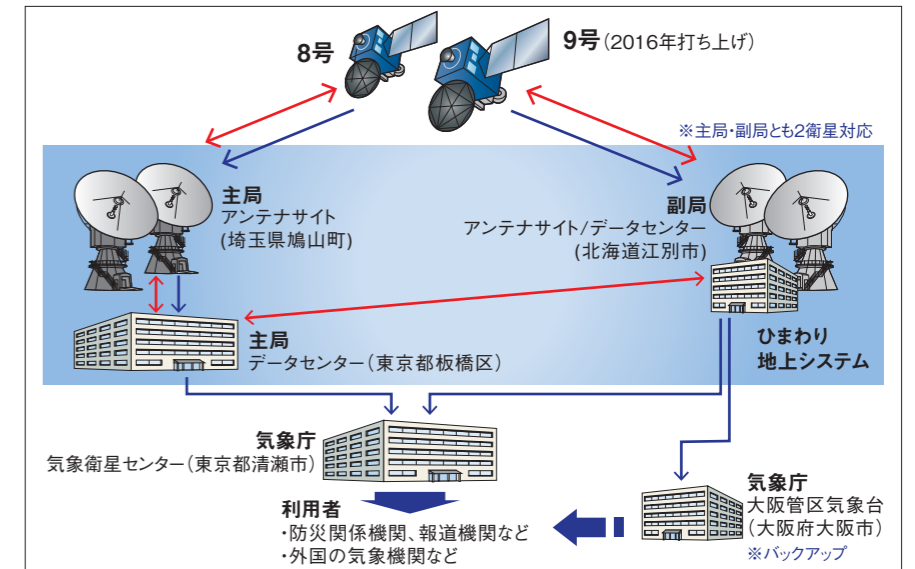 8号
9号(2016年打ち上げ)
※主局・副局とも2衛星対応
主局
アンテナサイト
(埼玉県鳩山町)
副局
アンテナサイト/データセンター
(北海道江別市)
主局
データセンター(東京都板橋区)
ひまわり
地上システム
気象庁
気象衛星センター(東京都清瀬市)
利用者
・防災関係機関、報道機関など
・外国の気象機関など
気象庁
大阪管区気象台
(大阪府大阪市)
※バックアップ